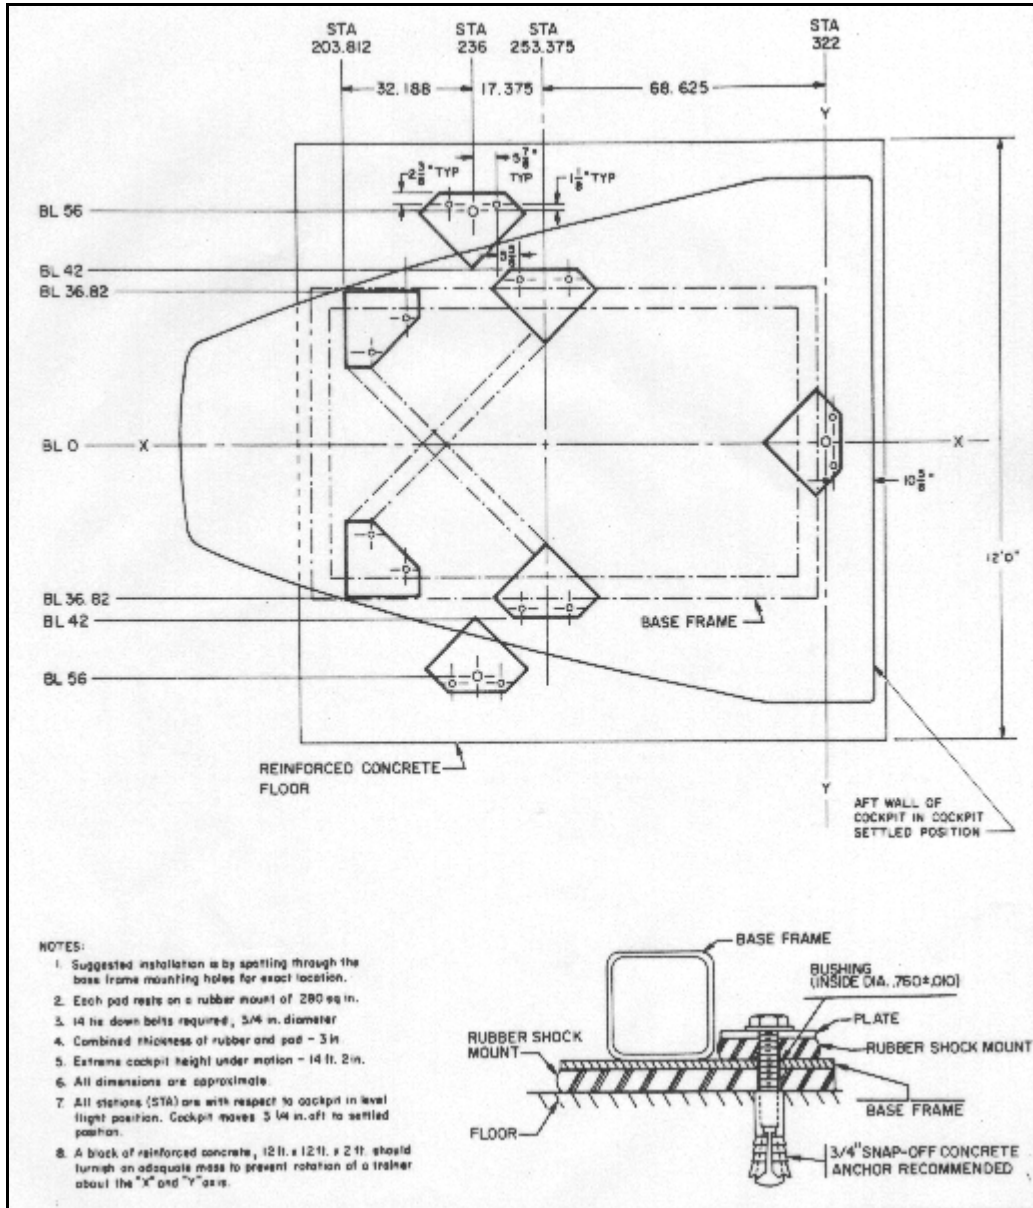 STA
203.812
STA
236
STA
253.375
STA
322
32.188
17.375
68.625
Y
2 3/8" TYP
5 7/8"
TYP
1 1/8" TYP
BL 56
BL 42
BL 36.82
BL 0
X
X
10 5/8"
12'0"
BL 36.82
BL 42
BASE FRAME
BL 56
REINFORCED CONCRETE
FLOOR
Y
AFT WALL OF
COCKPIT IN COCKPIT
SETTLED POSITION
NOTES:
1. Suggested installation is by spotting through the
base frame mounting holes for exact location.
2. Each pad rests on a rubber mount of 280 sq in.
3. 14 tie down bolts required, 3/4 in. diameter
4. Combined thickness of rubber and pad - 3 in
5. Extreme cockpit height under motion - 14 ft. 2 in.
6. All dimensions are approximate.
7. All stations (STA) are with respect to cockpit in level
flight position. Cockpit moves 3 1/4 in. aft to settled
position.
8. A block of reinforced concrete, 12 ft. x 12 ft. x 2 ft. should
furnish an adequate mass to prevent rotation of a trainer
about the "X" and "Y" axis.
BASE FRAME
BUSHING
(INSIDE DIA. .760±.010)
PLATE
RUBBER SHOCK
MOUNT
RUBBER SHOCK MOUNT
FLOOR
BASE FRAME
3/4" SNAP-OFF CONCRETE
ANCHOR RECOMMENDED